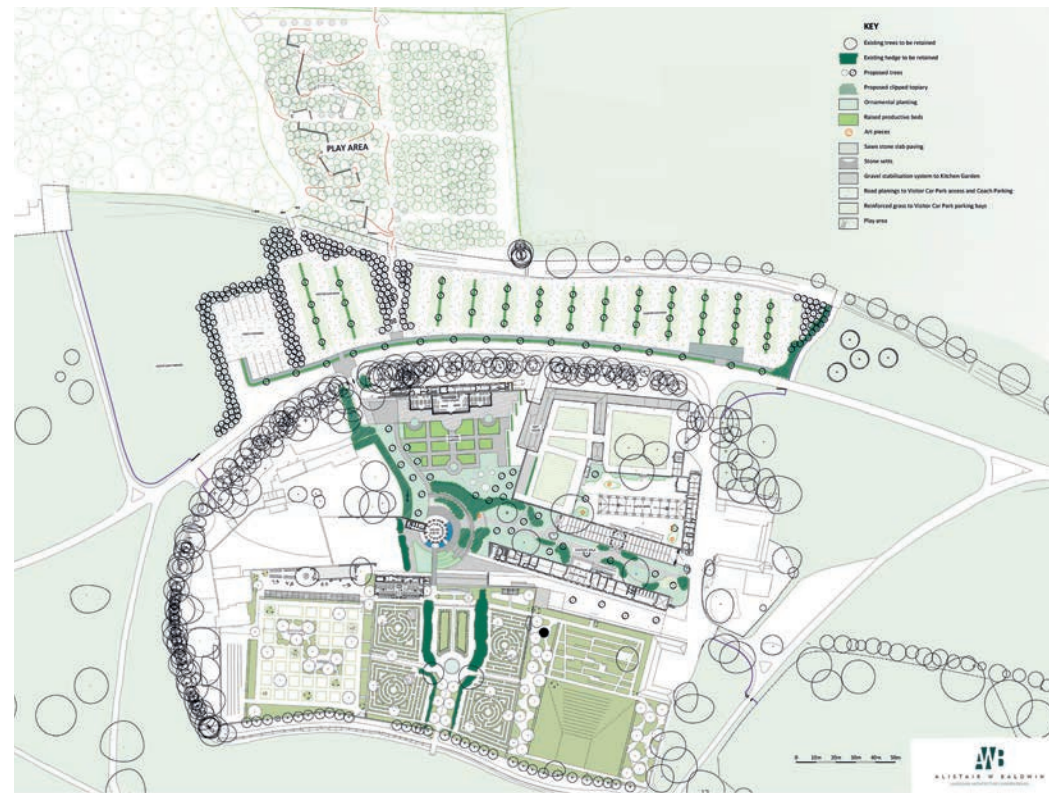 KEY
Existing trees to be retained
Existing hedge to be retained
Proposed trees
Proposed clipped topiary
Ornamental planting
Raised productive beds
Art pieces
Sawn stone slab paving
Stone setts
Gravel stabilisation system to Kitchen Garden
Road planings to Visitor Car Park access and Coach Parking
Reinforced grass to Visitor Car Park parking bays
Play area
PLAY AREA
0 10m 20m 30m 40m 50m
AWB
ALISTAIR W BALDWIN